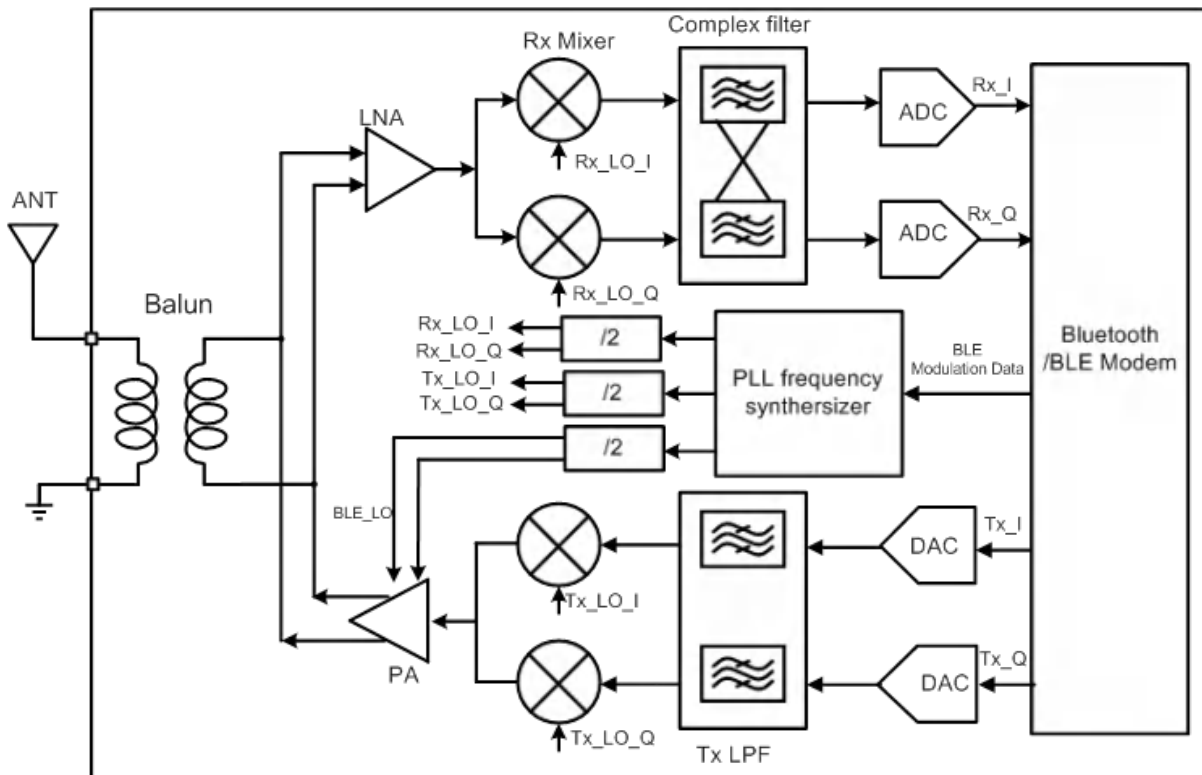 Complex filter
Rx Mixer
LNA
ADC
Rx_I
Rx_LO_I
ANT
ADC
Rx_Q
Rx_LO_Q
Balun
Rx_LO_I
Rx_LO_Q
/2
Tx_LO_I
Tx_LO_Q
/2
/2
PLL frequency
synthersizer
BLE
Modulation Data
Bluetooth
/BLE Modem
BLE_LO
DAC
Tx_I
Tx_LO_I
PA
DAC
Tx_Q
Tx_LO_Q
Tx LPF